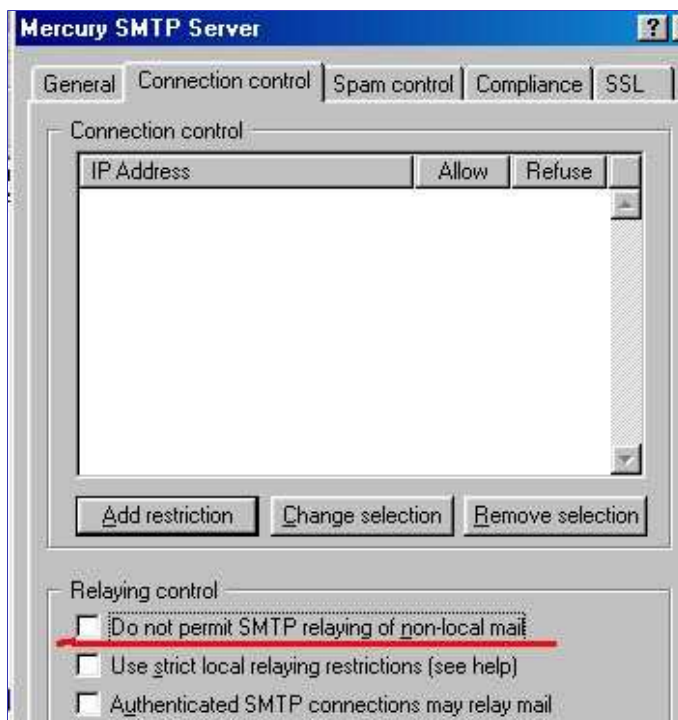 Mercury SMTP Server ?
General Connection control Spam control Compliance SSL
Connection control
IP Address Allow Refuse
Add restriction Change selection Remove selection
Relaying control
Do not permit SMTP relaying of non-local mail
Use strict local relaying restrictions (see help)
Authenticated SMTP connections may relay mail